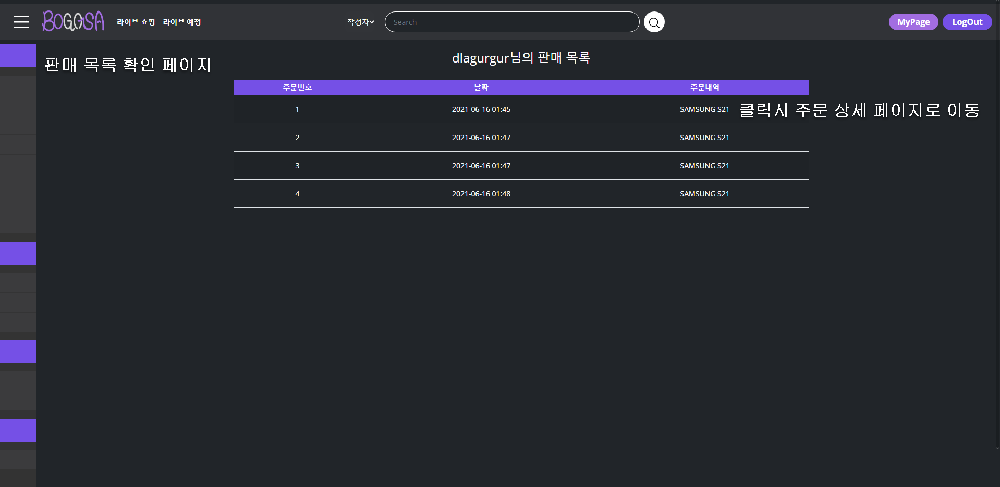 BOGOSA 라이브 쇼핑 라이브 예정 작성자 Search MyPage LogOut
판매 목록 확인 페이지
dlagurgur님의 판매 목록
주문번호 날짜 주문내역
1 2021-06-16 01:45 SAMSUNG S21 클릭시 주문 상세 페이지로 이동
2 2021-06-16 01:47 SAMSUNG S21
3 2021-06-16 01:47 SAMSUNG S21
4 2021-06-16 01:48 SAMSUNG S21